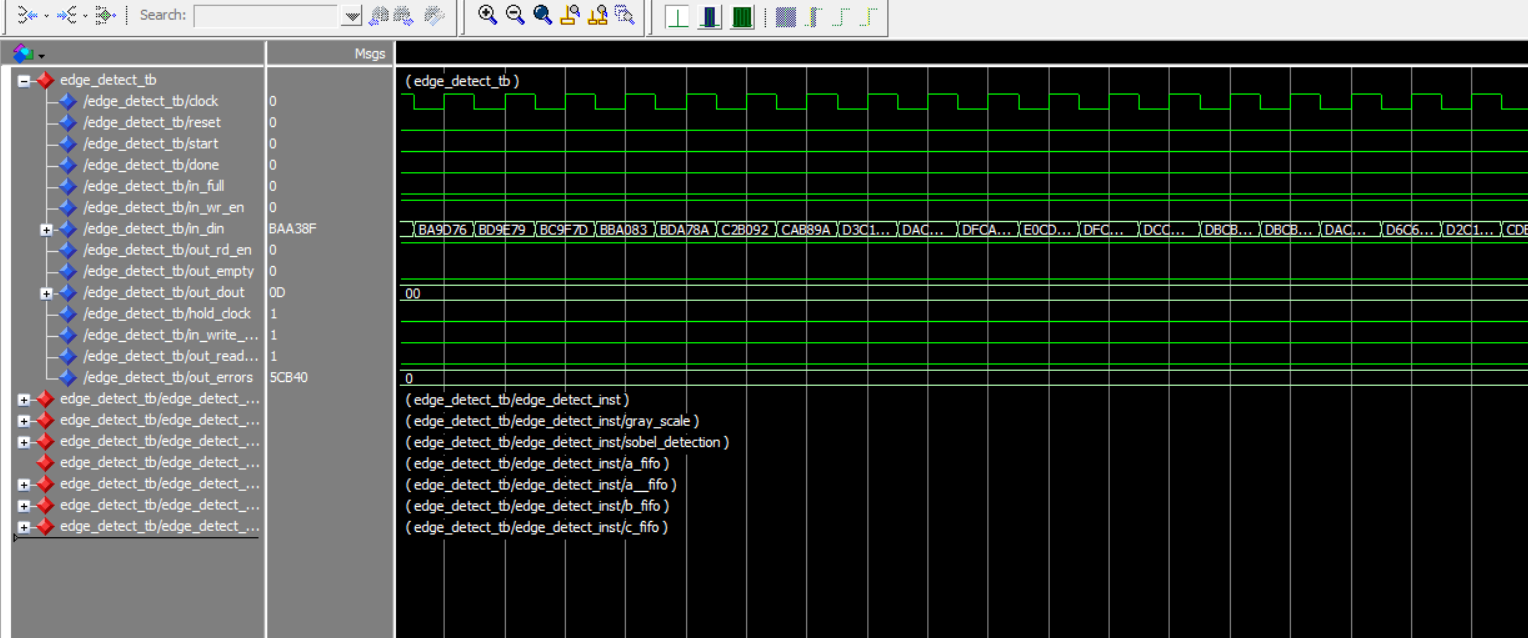 Search:
Msgs
edge_detect_tb ( edge_detect_tb )
/edge_detect_tb/clock 0
/edge_detect_tb/reset 0
/edge_detect_tb/start 0
/edge_detect_tb/done 0
/edge_detect_tb/in_full 0
/edge_detect_tb/in_wr_en 0
/edge_detect_tb/in_din BAA38F BA9D76 BD9E79 BC9F7D BBA083 BDA78A C2B092 CAB89A D3C1... DAC... DFCA... E0CD... DFC... DCC... DBCB... DBCB... DAC... D6C6... D2C1... CDB
/edge_detect_tb/out_rd_en 0
/edge_detect_tb/out_empty 0
/edge_detect_tb/out_dout 0D 00
/edge_detect_tb/hold_clock 1
/edge_detect_tb/in_write_... 1
/edge_detect_tb/out_read... 1
/edge_detect_tb/out_errors 5CB40 0
edge_detect_tb/edge_detect_... ( edge_detect_tb/edge_detect_inst )
edge_detect_tb/edge_detect_... ( edge_detect_tb/edge_detect_inst/gray_scale )
edge_detect_tb/edge_detect_... ( edge_detect_tb/edge_detect_inst/sobel_detection )
edge_detect_tb/edge_detect_... ( edge_detect_tb/edge_detect_inst/a_fifo )
edge_detect_tb/edge_detect_... ( edge_detect_tb/edge_detect_inst/a__fifo )
edge_detect_tb/edge_detect_... ( edge_detect_tb/edge_detect_inst/b_fifo )
edge_detect_tb/edge_detect_... ( edge_detect_tb/edge_detect_inst/c_fifo )